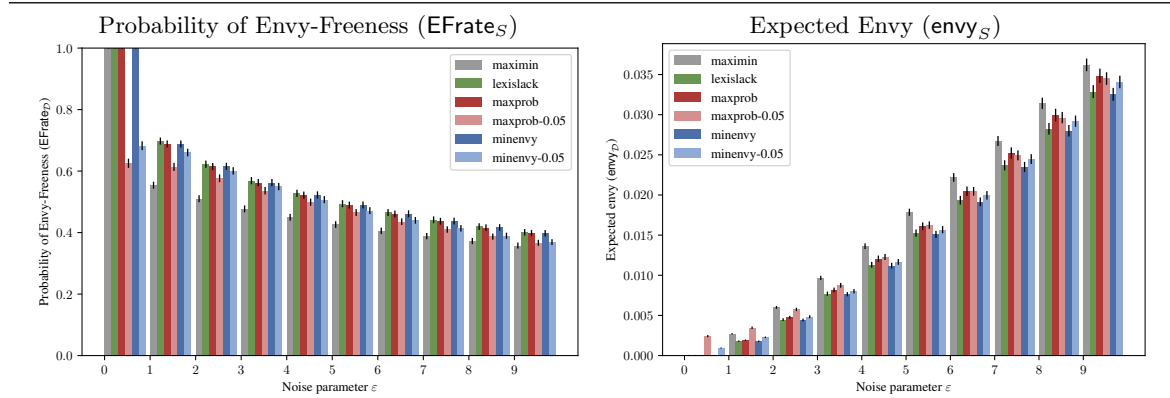 Probability of Envy-Freeness (EFrate_S)
1.0
0.8
0.6
0.4
0.2
0.0
Probability of Envy-Freeness (EFrate_D)
maximin
lexislack
maxprob
maxprob-0.05
minenvy
minenvy-0.05
0 1 2 3 4 5 6 7 8 9
Noise parameter ε
Expected Envy (envy_S)
0.035
0.030
0.025
0.020
0.015
0.010
0.005
0.000
Expected envy (envy_D)
maximin
lexislack
maxprob
maxprob-0.05
minenvy
minenvy-0.05
0 1 2 3 4 5 6 7 8 9
Noise parameter ε